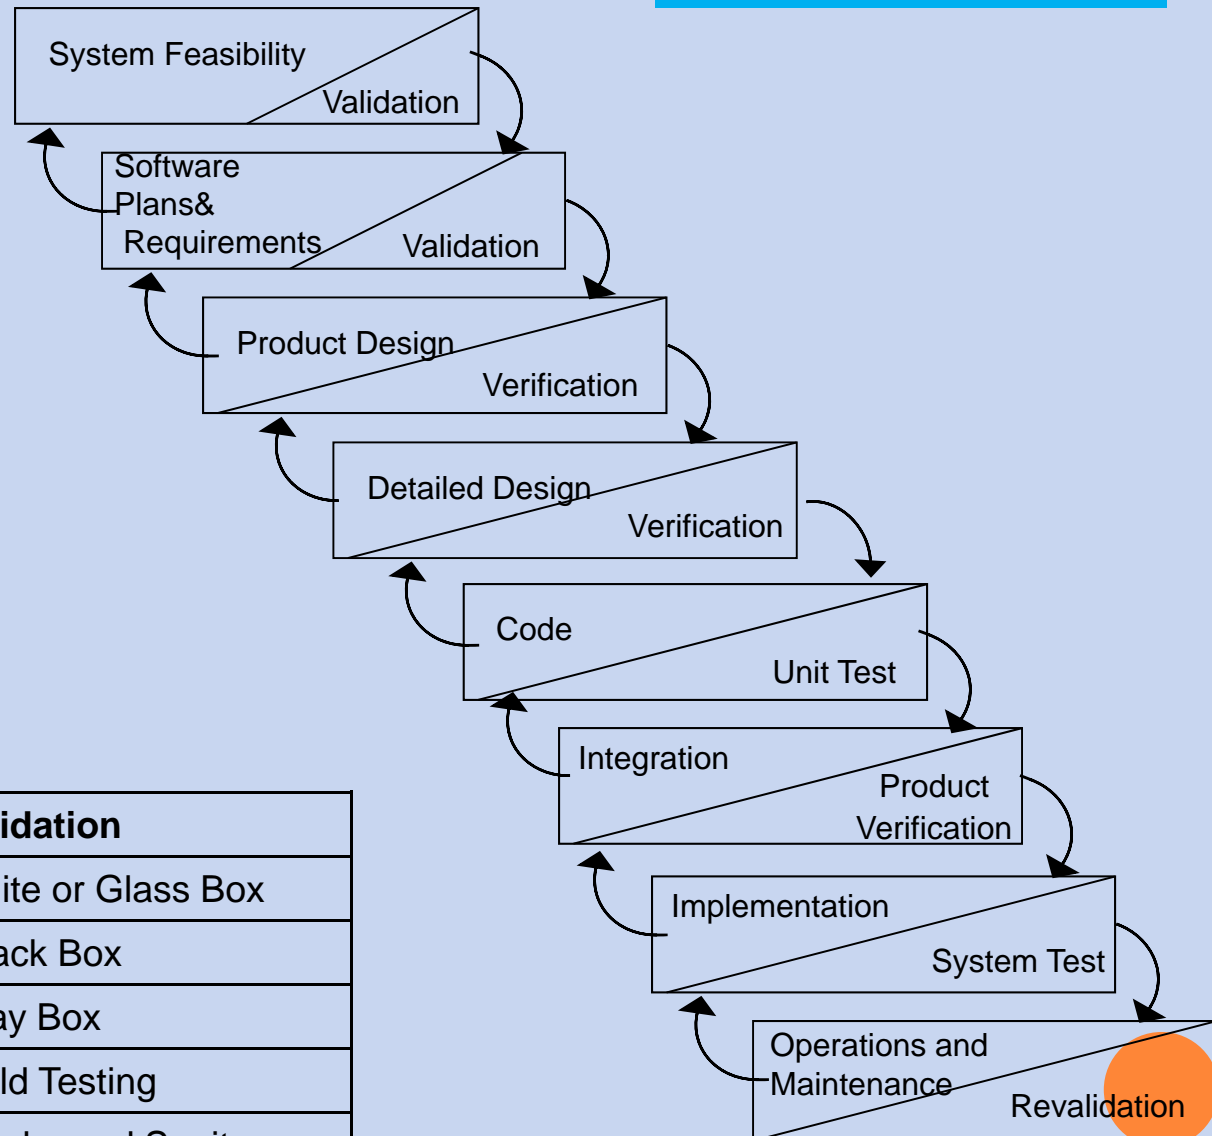 System Feasibility
Validation
Software
Plans&
Requirements
Validation
Product Design
Verification
Detailed Design
Verification
Code
Unit Test
Integration
Product
Verification
Implementation
System Test
Operations and
Maintenance
Revalidation
idation
ite or Glass Box
ack Box
ay Box
ld Testing